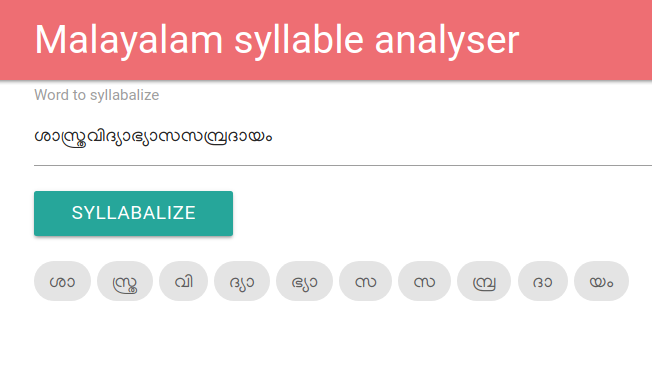 Malayalam syllable analyser
Word to syllabalize
ശാസ്ത്രവിദ്യാഭ്യാസസമ്പ്രദായം
SYLLABALIZE
ശാ സ്ത്ര വി ദ്യാ ഭ്യാ സ സ മ്പ്ര ദാ യം